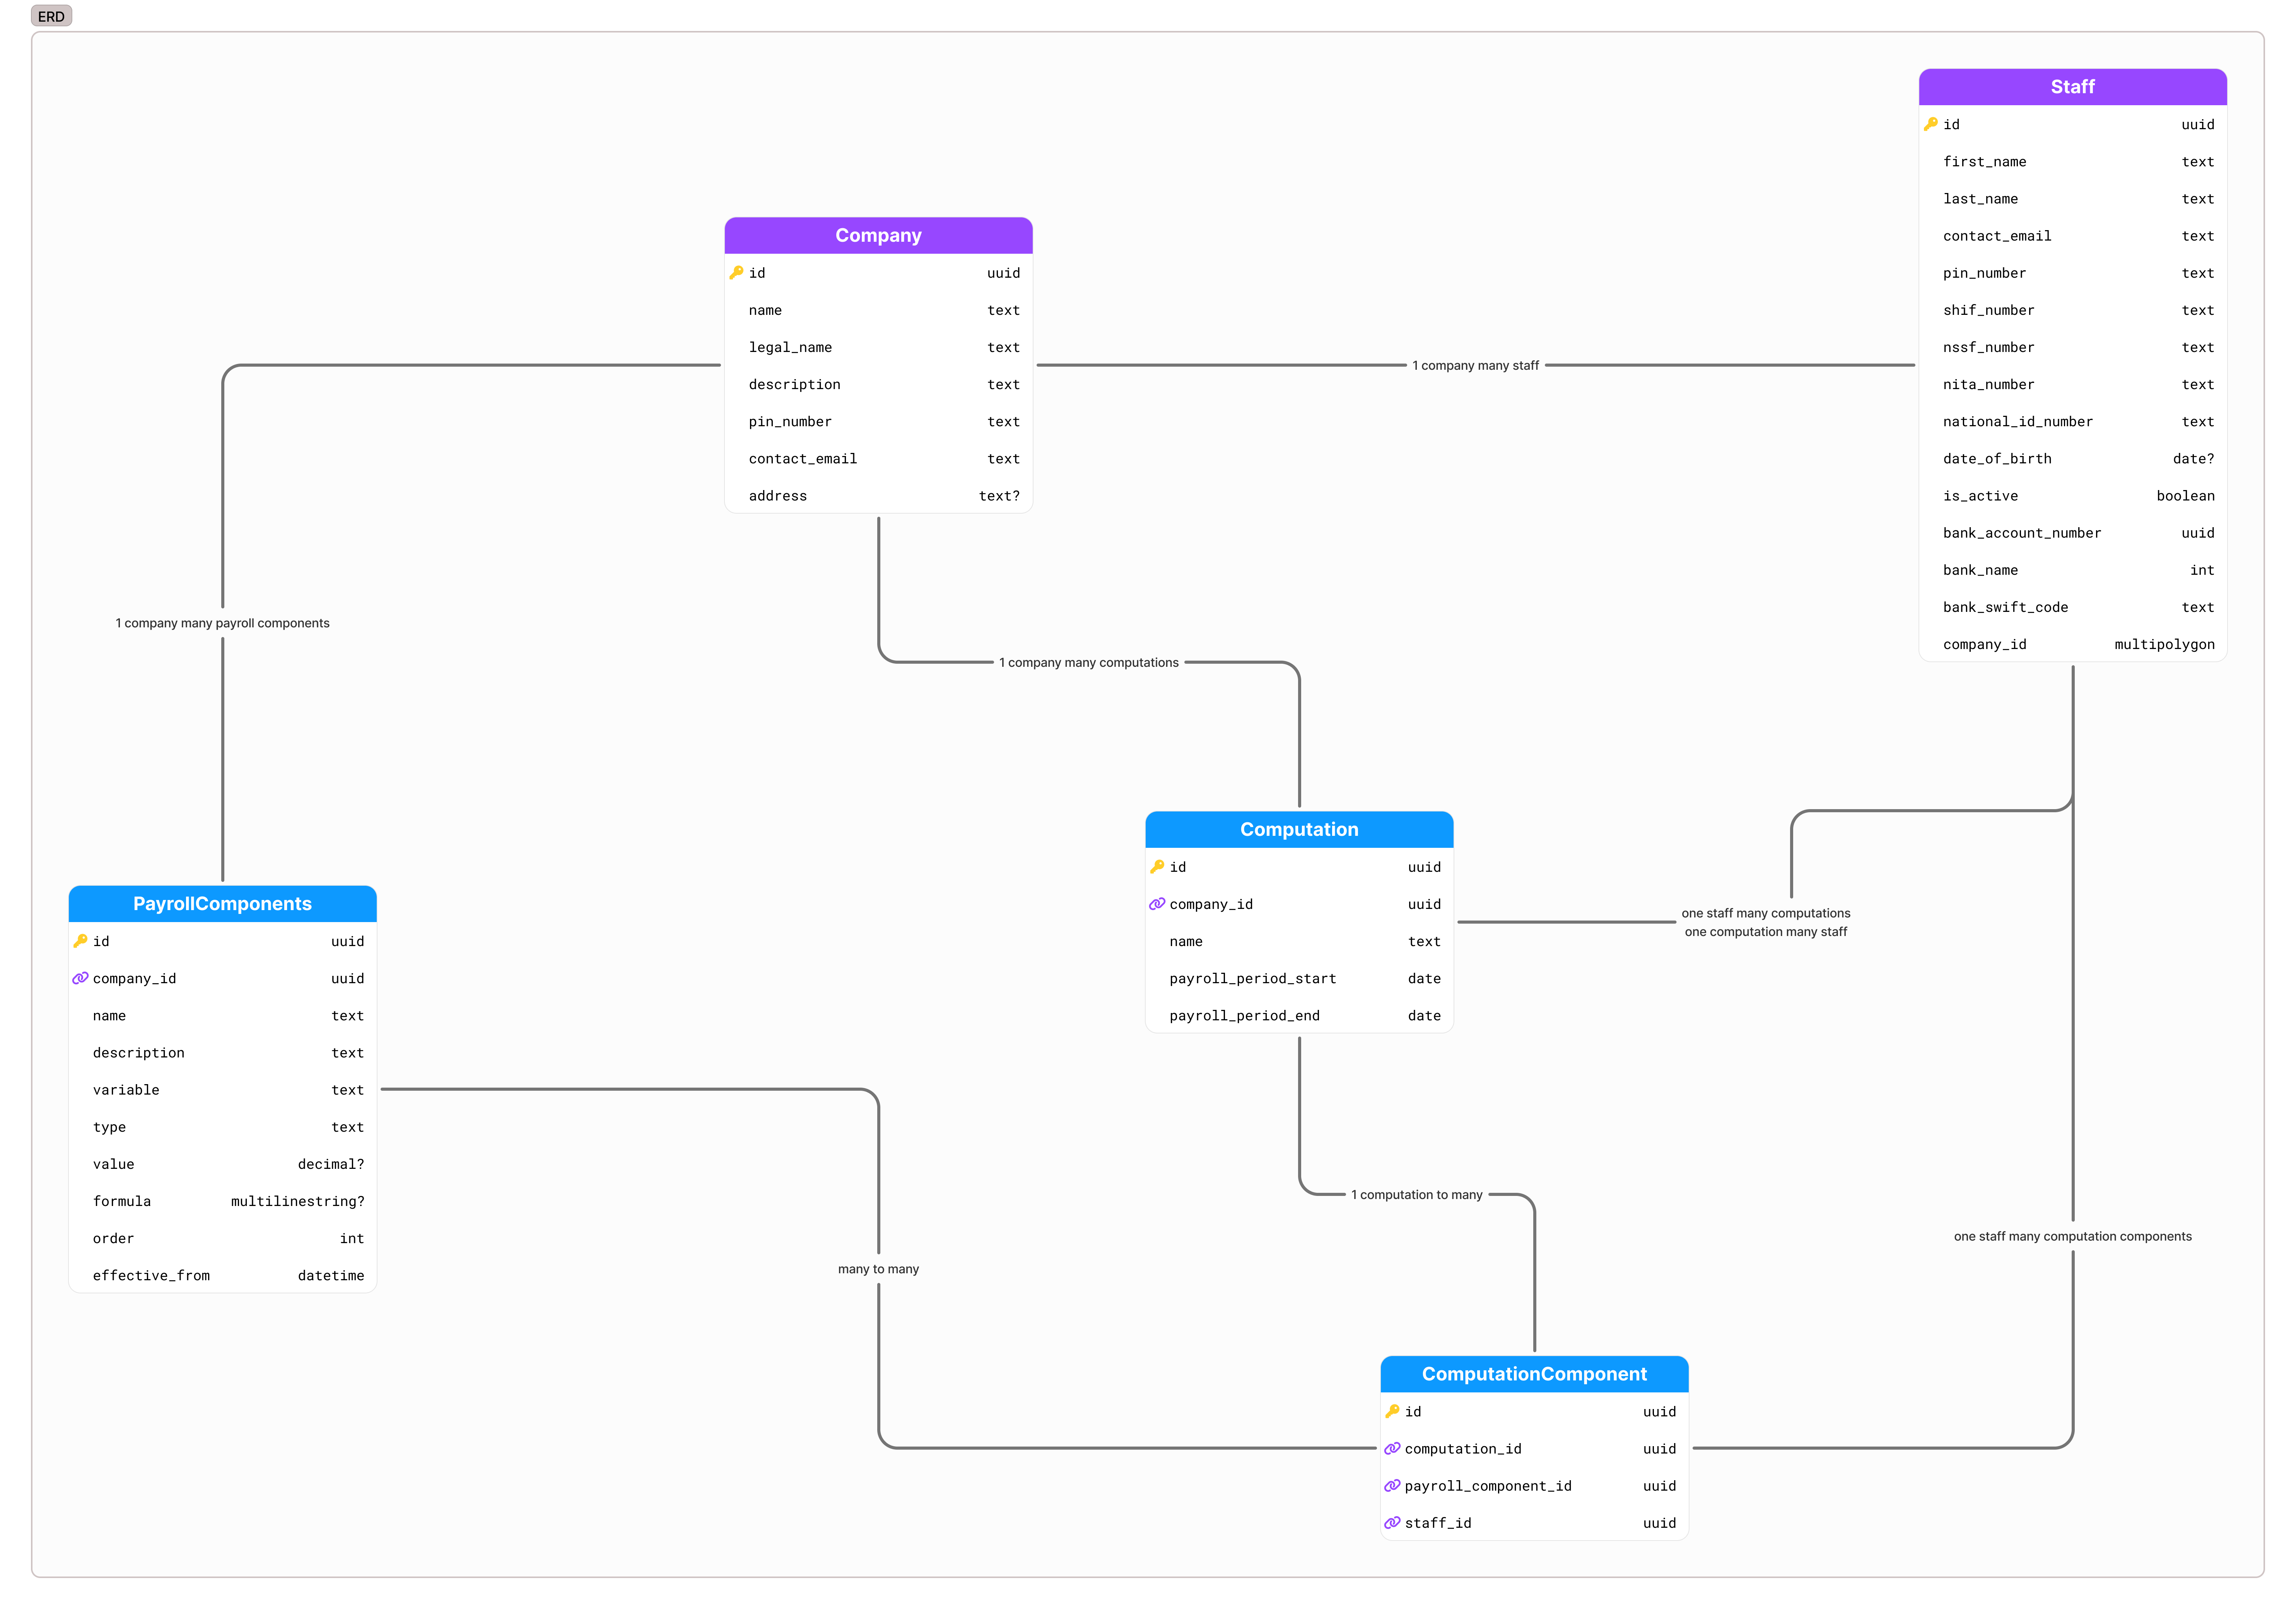 ERD
Staff
id uuid
first_name text
last_name text
contact_email text
pin_number text
shif_number text
nssf_number text
nita_number text
national_id_number text
date_of_birth date?
is_active boolean
bank_account_number uuid
bank_name int
bank_swift_code text
company_id multipolygon
Company
id uuid
name text
legal_name text
description text
pin_number text
contact_email text
address text?
1 company many staff
1 company many payroll components
1 company many computations
Computation
id uuid
company_id uuid
name text
payroll_period_start date
payroll_period_end date
one staff many computations
one computation many staff
PayrollComponents
id uuid
company_id uuid
name text
description text
variable text
type text
value decimal?
formula multilinestring?
order int
effective_from datetime
1 computation to many
one staff many computation components
many to many
ComputationComponent
id uuid
computation_id uuid
payroll_component_id uuid
staff_id uuid